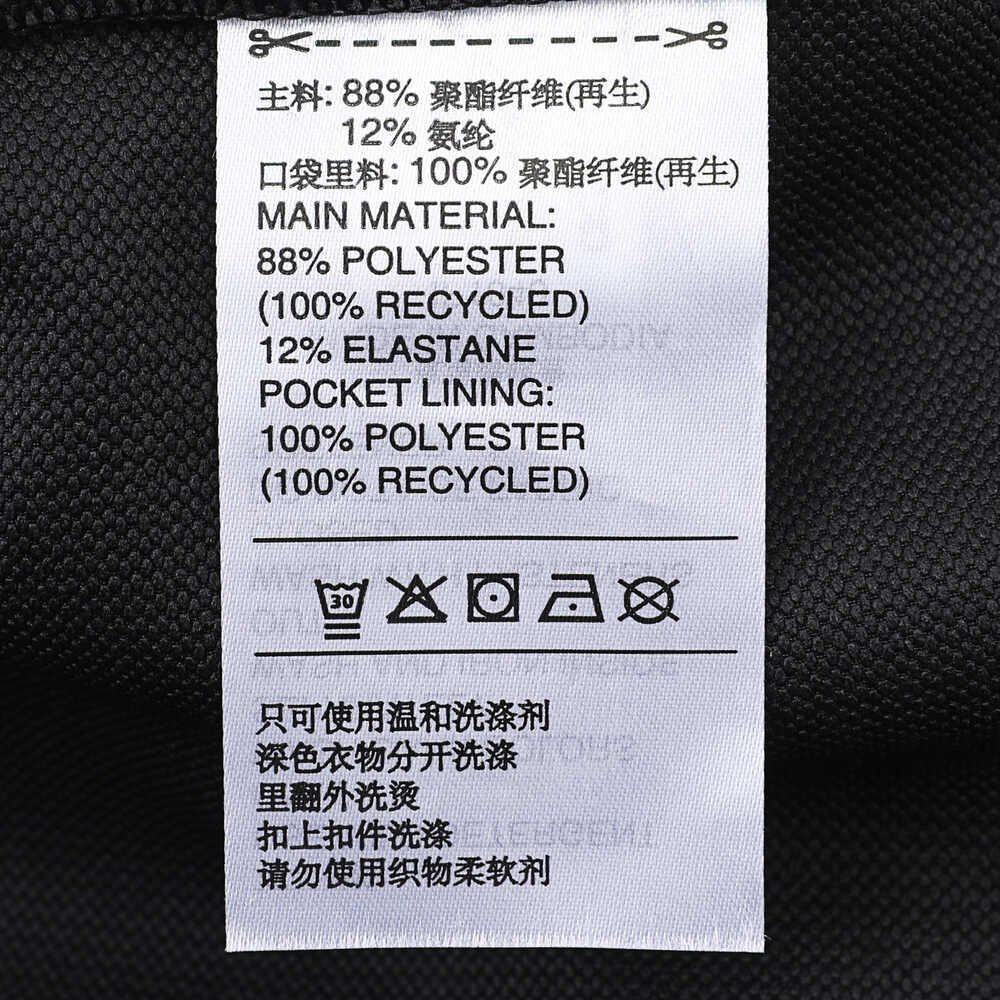 主料: 88% 聚酯纤维(再生)
12% 氨纶
口袋里料: 100% 聚酯纤维(再生)
MAIN MATERIAL:
88% POLYESTER
(100% RECYCLED)
12% ELASTANE
POCKET LINING:
100% POLYESTER
(100% RECYCLED)
30
只可使用温和洗涤剂
深色衣物分开洗涤
里翻外洗烫
扣上扣件洗涤
请勿使用织物柔软剂